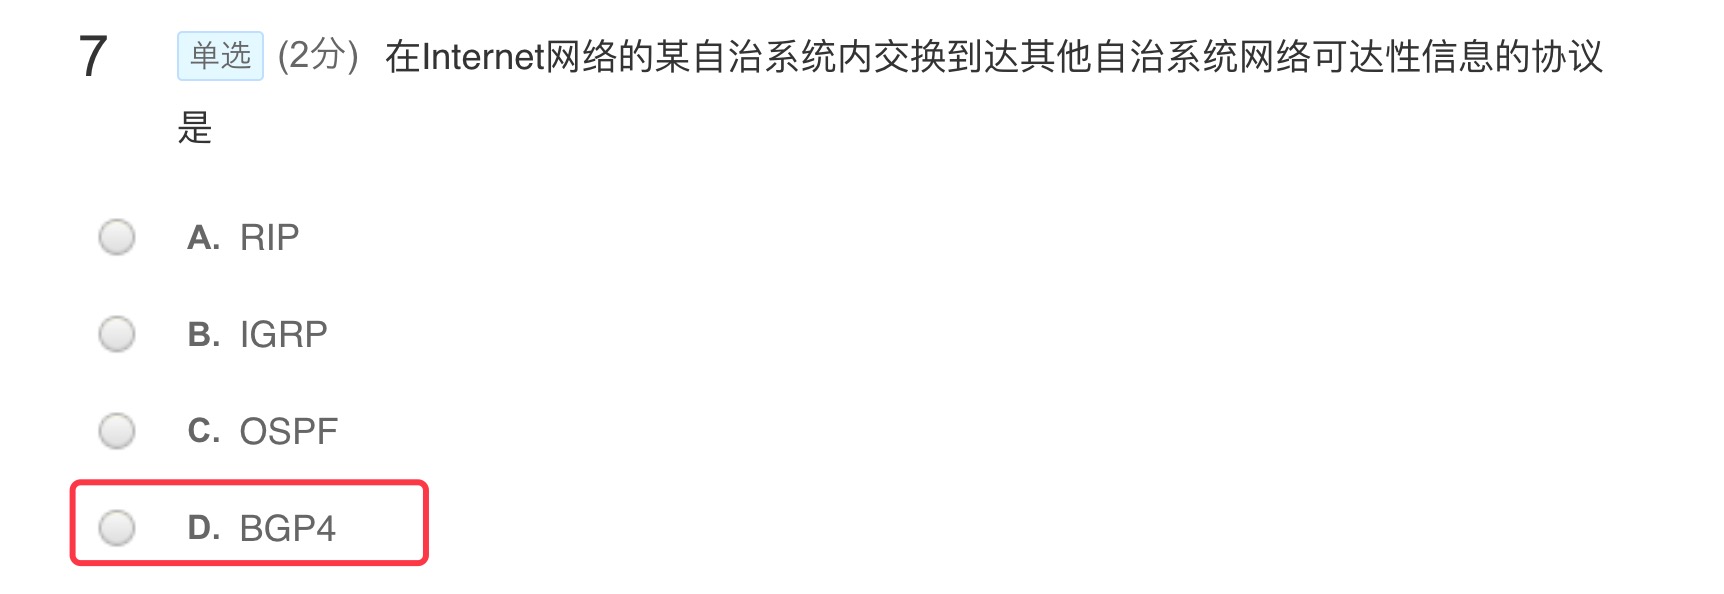 7 单选 (2分) 在Internet网络的某自治系统内交换到达其他自治系统网络可达性信息的协议
是
A. RIP
B. IGRP
C. OSPF
D. BGP4